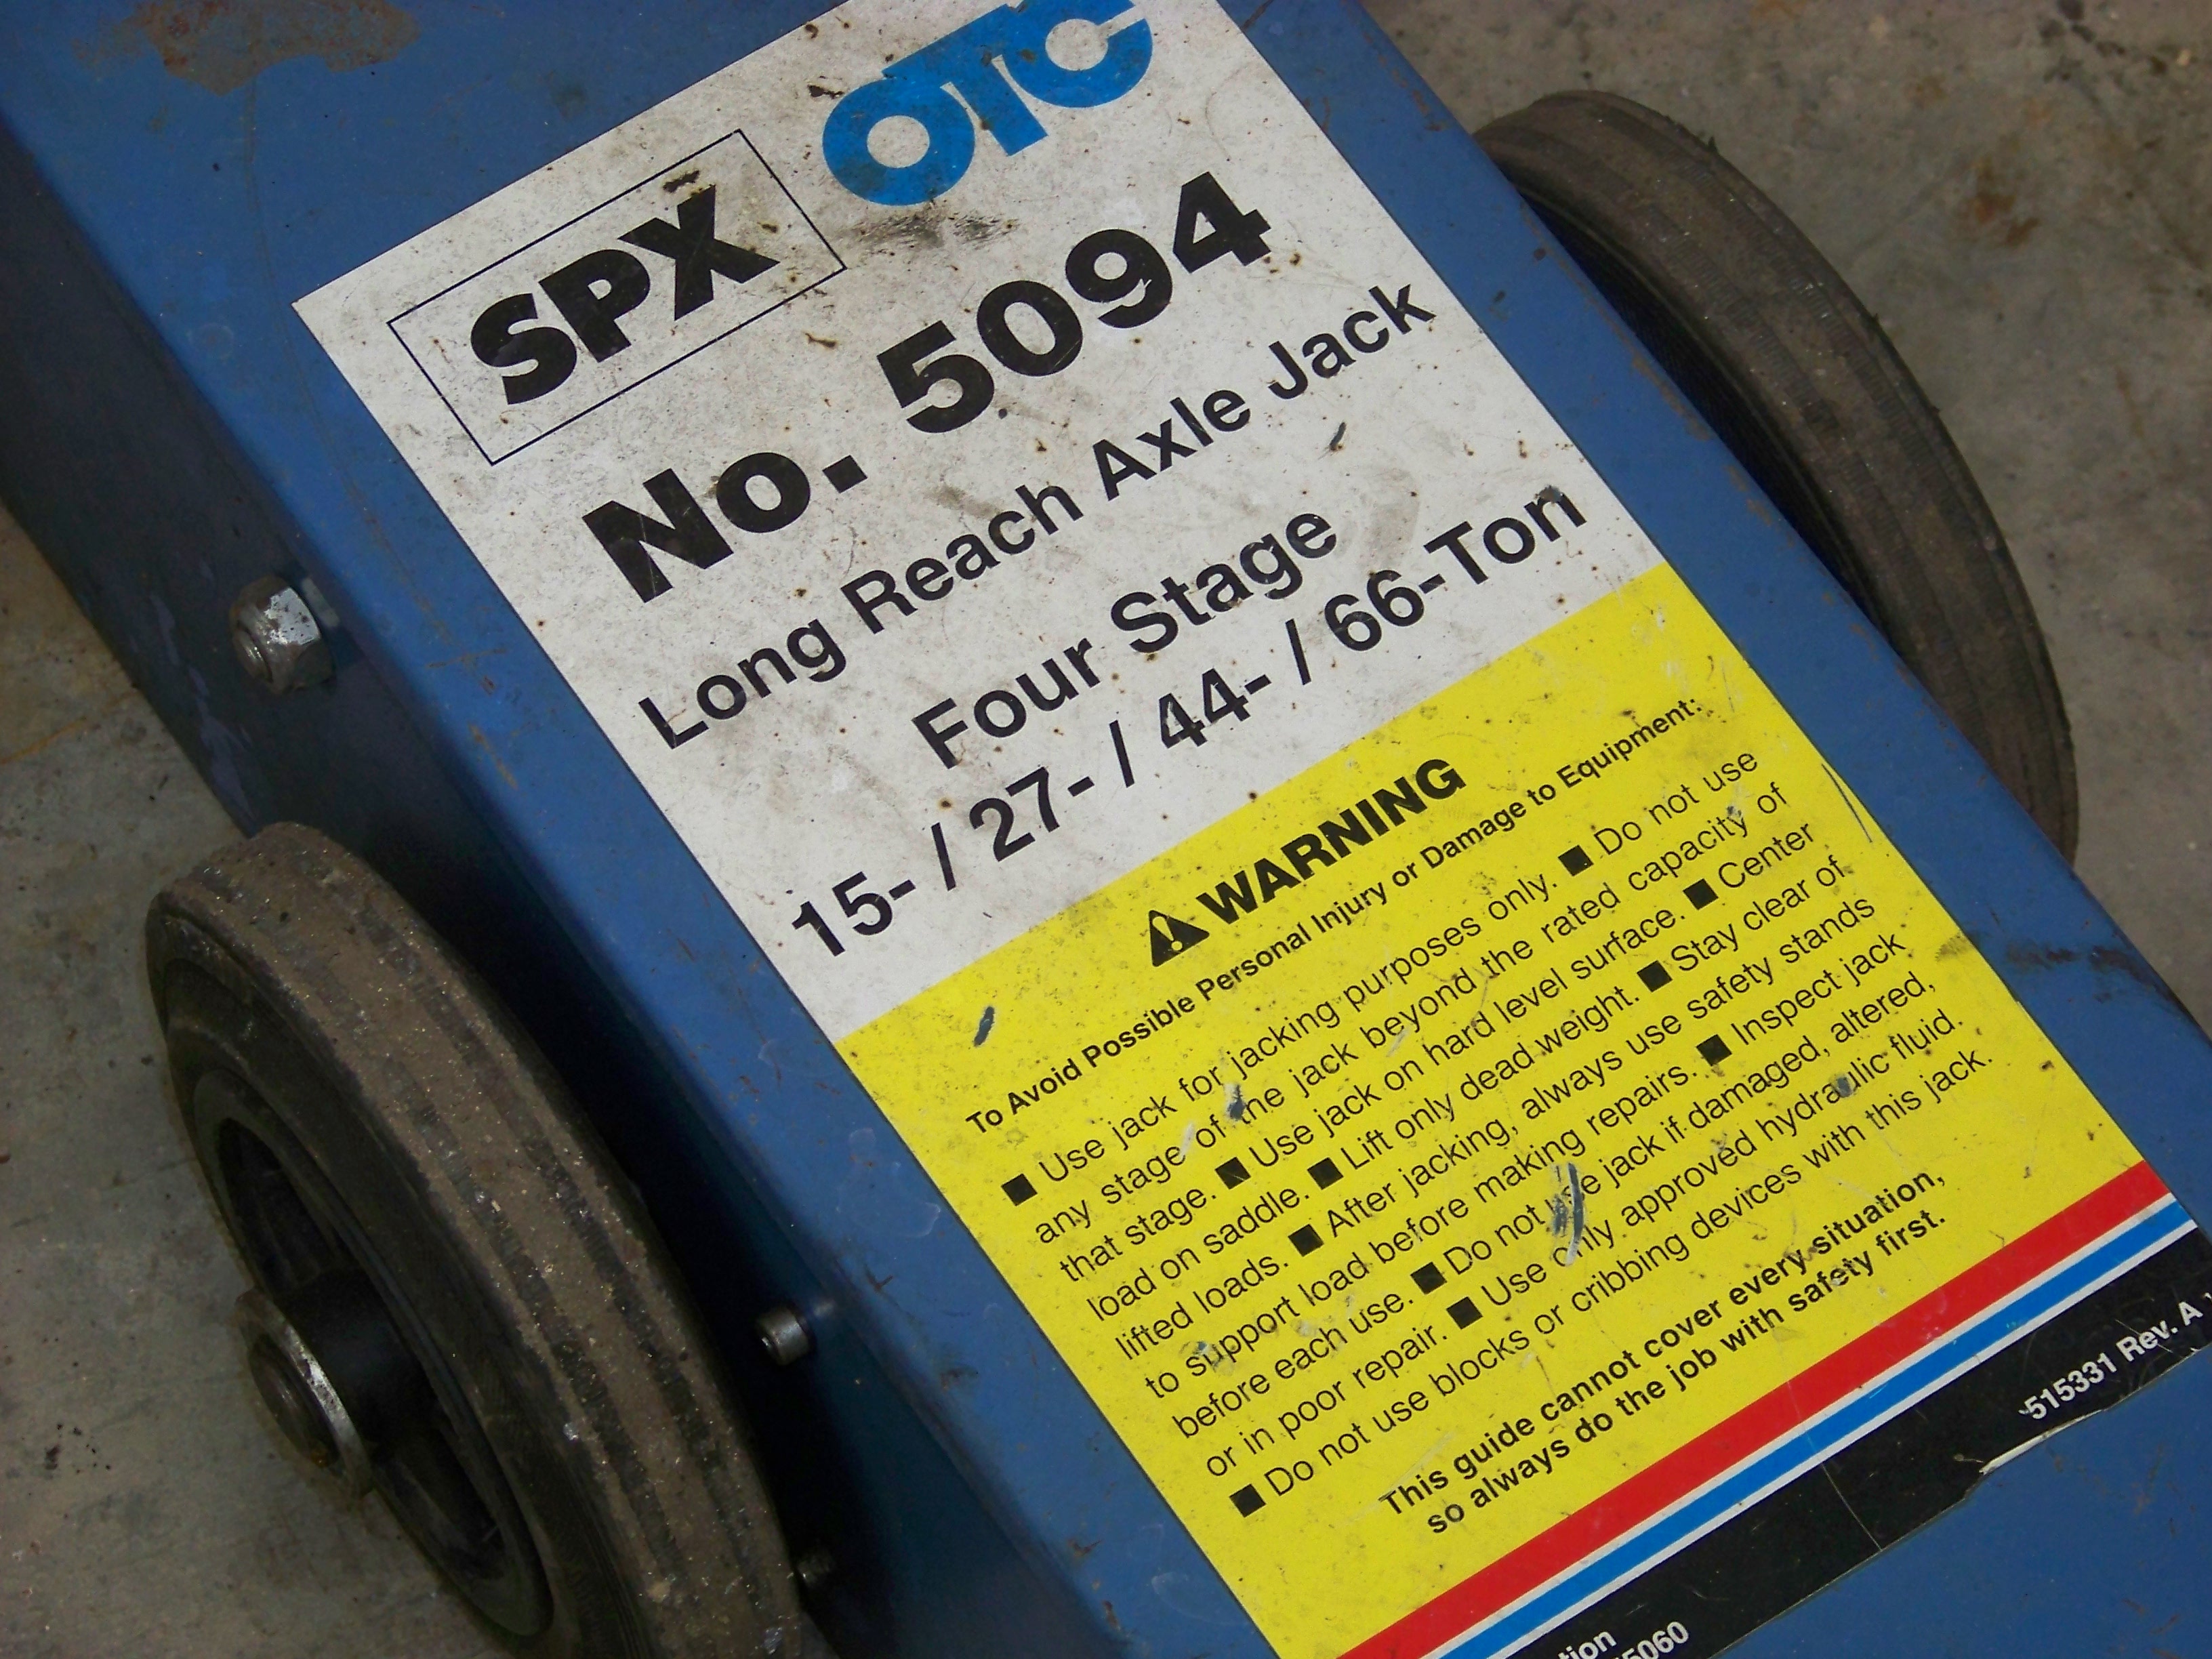 OTC
SPX
No. 5094
Long Reach Axle Jack
Four Stage
15- / 27- / 44- / 66-Ton
WARNING
To Avoid Possible Personal Injury or Damage to Equipment:
■ Use jack for jacking purposes only. ■ Do not use
any stage of the jack beyond the rated capacity of
that stage. ■ Use jack on hard level surface. ■ Center
load on saddle. ■ Lift only dead weight. ■ Stay clear of
lifted loads. ■ After jacking, always use safety stands
to support load before making repairs. ■ Inspect jack
before each use. ■ Do not use jack if damaged, altered,
or in poor repair. ■ Use only approved hydraulic fluid.
■ Do not use blocks or cribbing devices with this jack.
This guide cannot cover every situation,
so always do the job with safety first.
515331 Rev. A